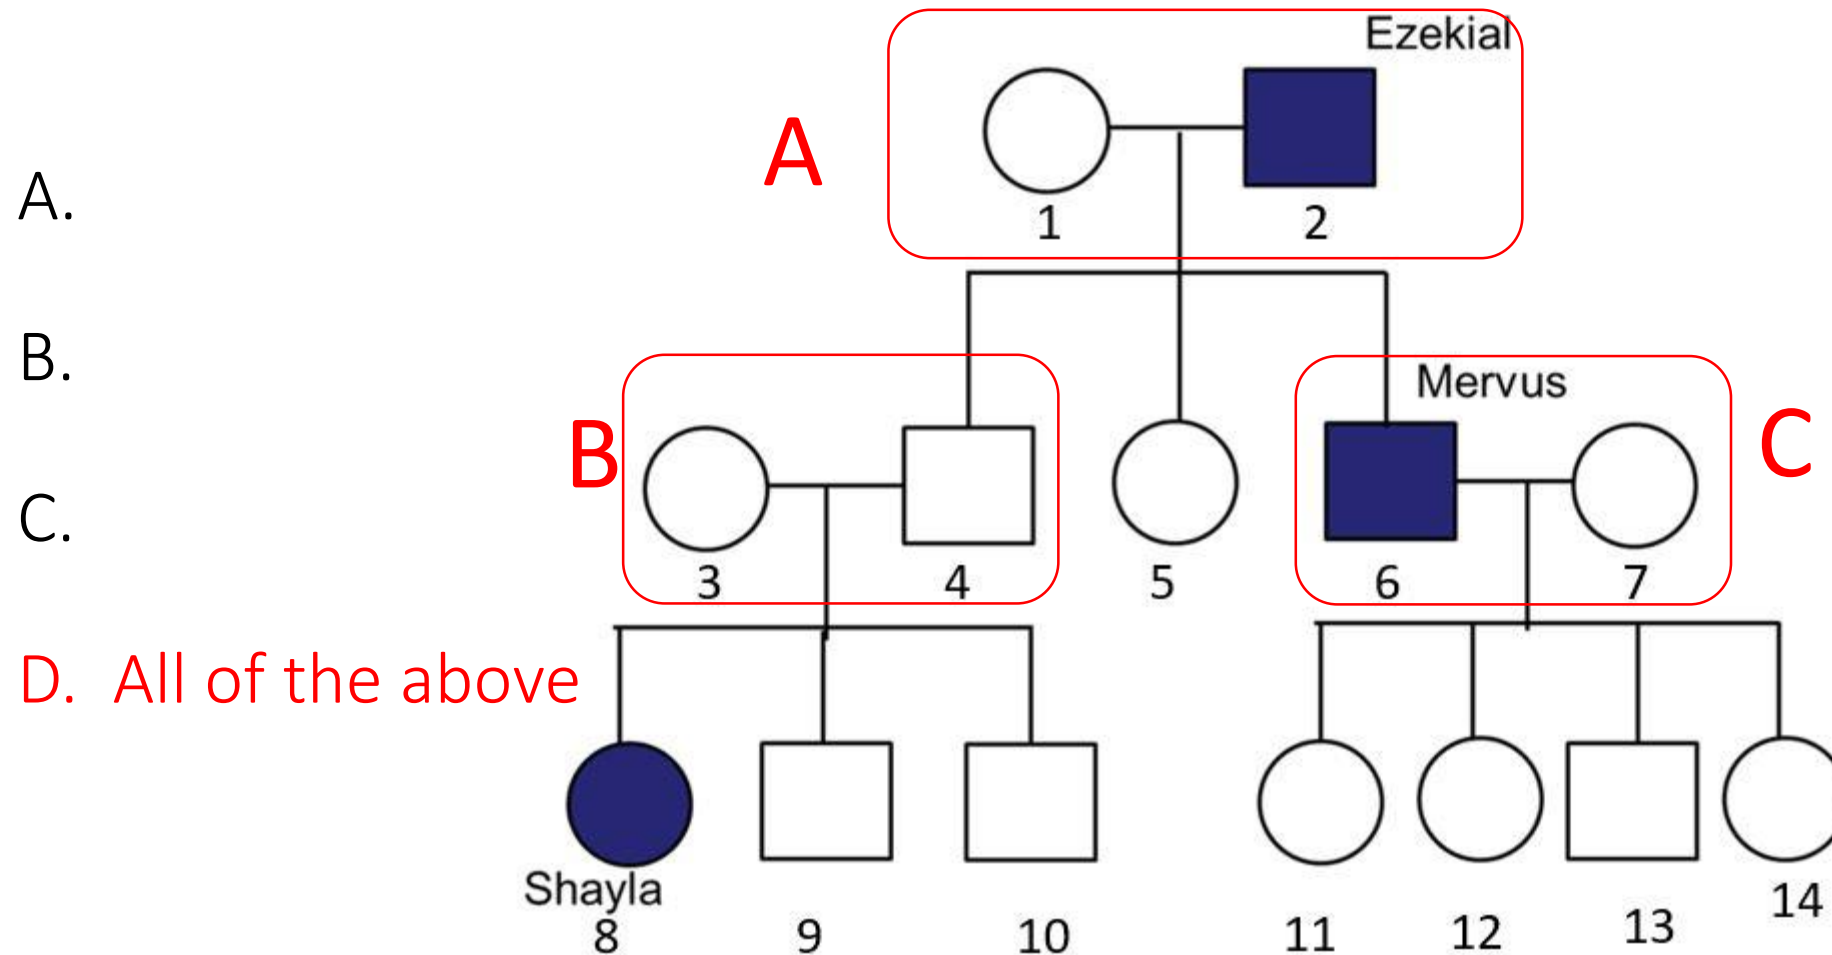 Ezekial
A
A.
1 2
B.
Mervus
B
C
C.
3 4 5 6 7
D. All of the above
Shayla
8 9 10 11 12 13 14